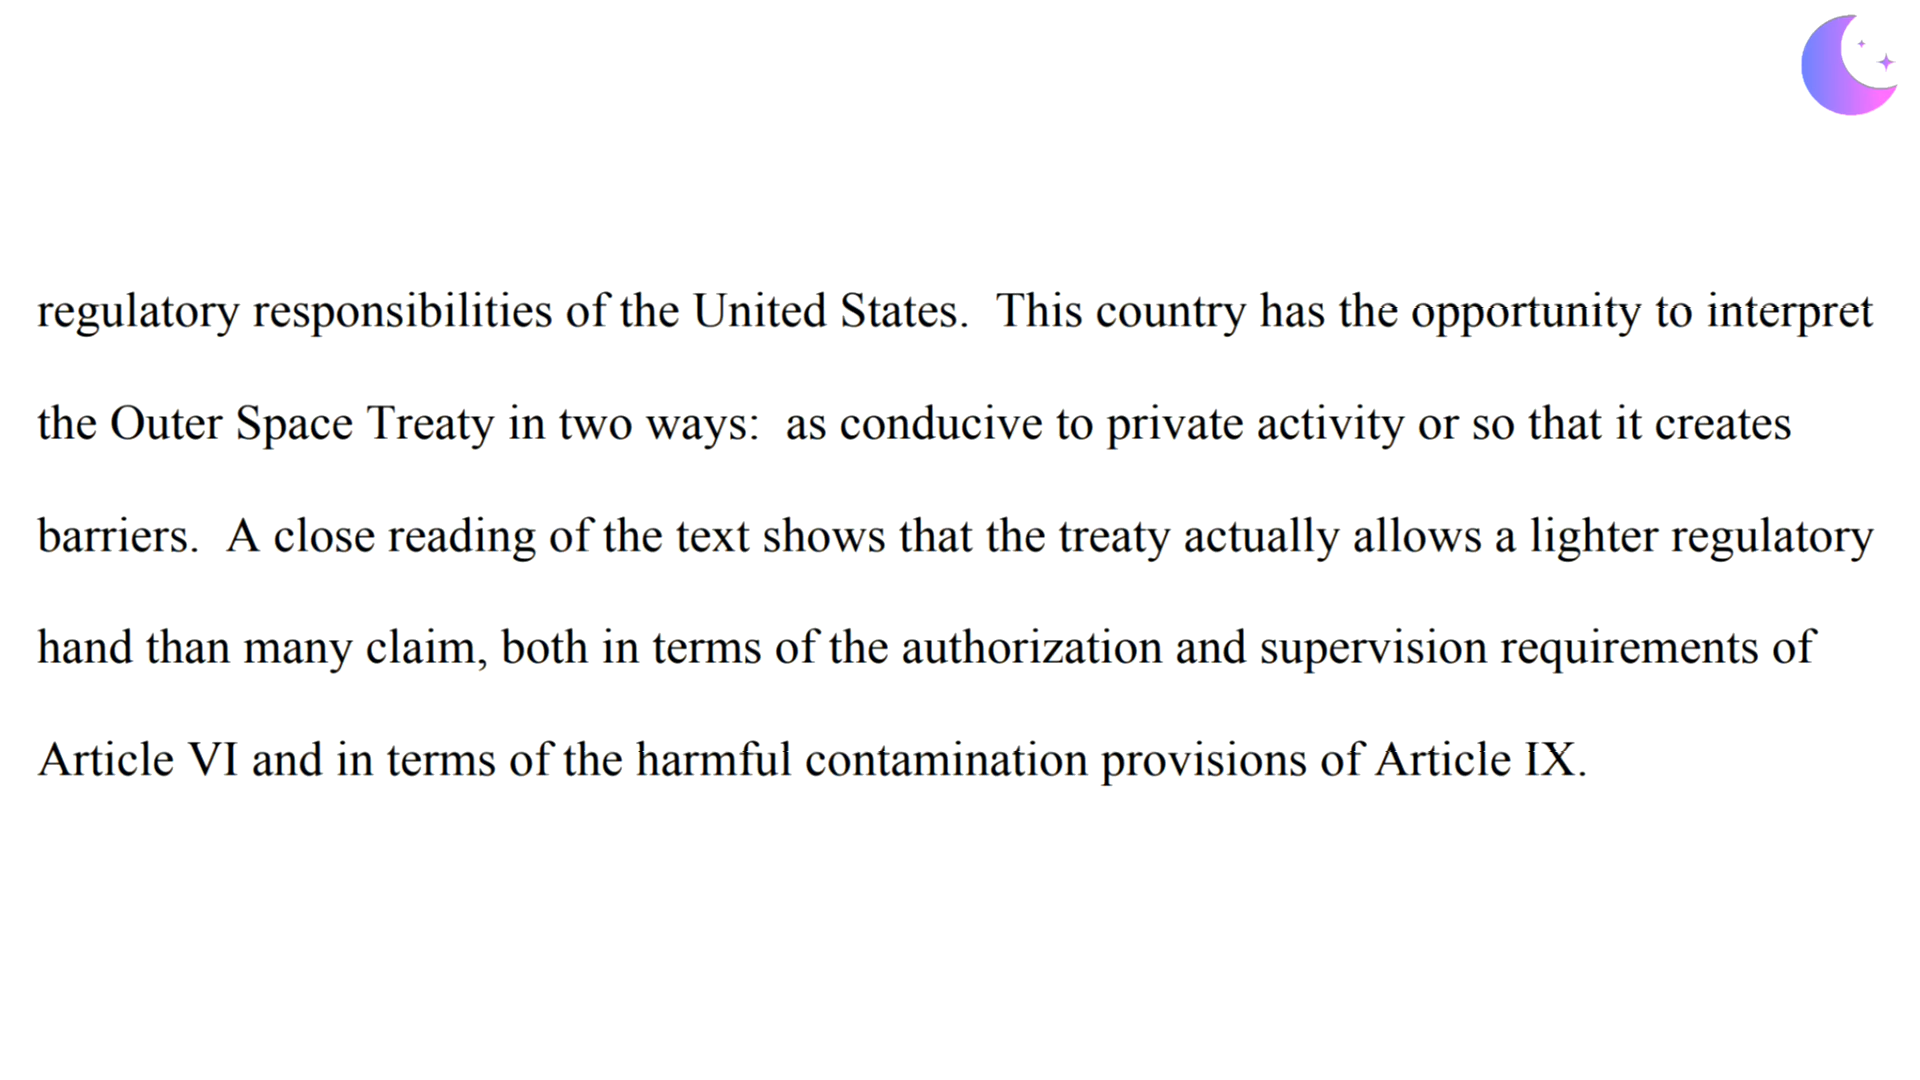 regulatory responsibilities of the United States.  This country has the opportunity to interpret
the Outer Space Treaty in two ways:  as conducive to private activity or so that it creates
barriers.  A close reading of the text shows that the treaty actually allows a lighter regulatory
hand than many claim, both in terms of the authorization and supervision requirements of
Article VI and in terms of the harmful contamination provisions of Article IX.